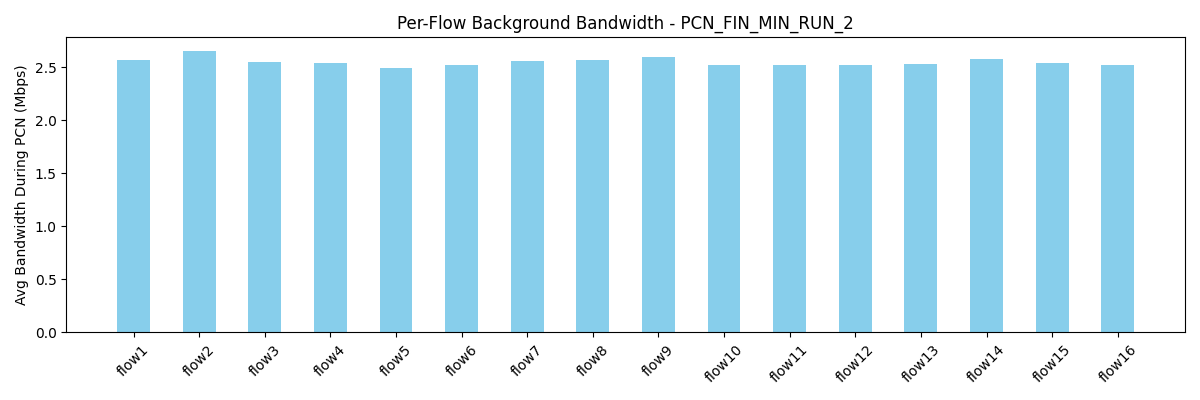 Per-Flow Background Bandwidth - PCN_FIN_MIN_RUN_2
Avg Bandwidth During PCN (Mbps)
2.5
2.0
1.5
1.0
0.5
0.0
flow1
flow2
flow3
flow4
flow5
flow6
flow7
flow8
flow9
flow10
flow11
flow12
flow13
flow14
flow15
flow16